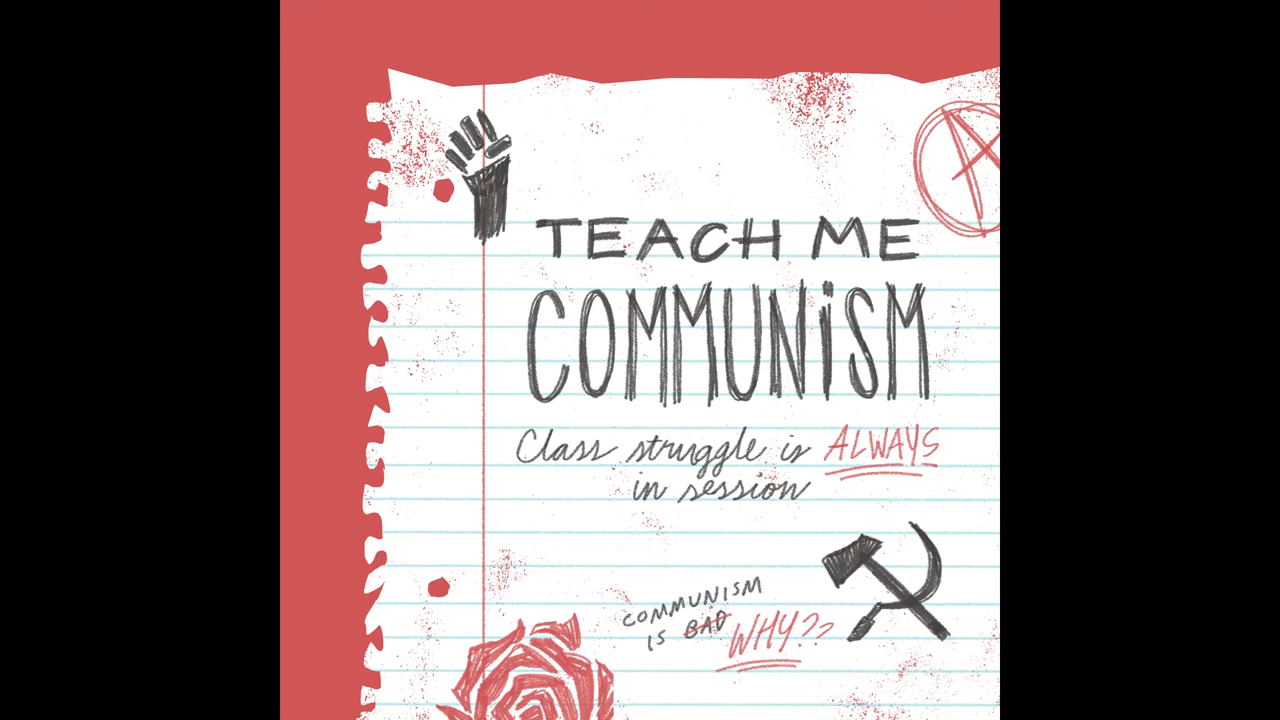 A
TEACH ME
COMMUNiSM
Class struggle is ALWAYS
in session
COMMUNISM
IS BAD WHY??